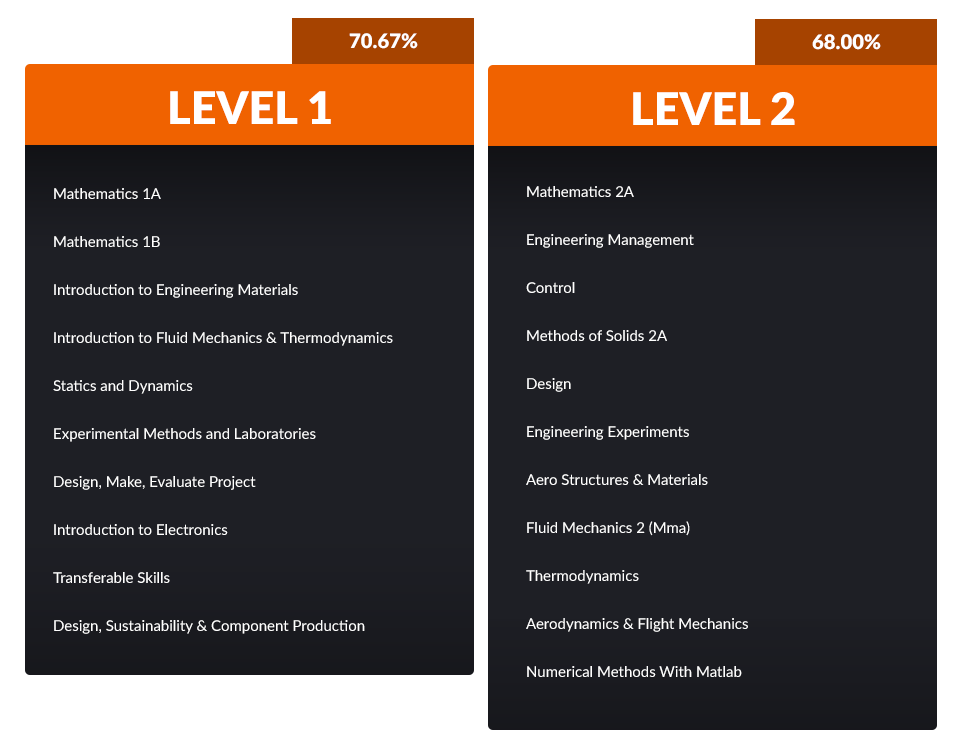 70.67%
LEVEL 1
Mathematics 1A
Mathematics 1B
Introduction to Engineering Materials
Introduction to Fluid Mechanics & Thermodynamics
Statics and Dynamics
Experimental Methods and Laboratories
Design, Make, Evaluate Project
Introduction to Electronics
Transferable Skills
Design, Sustainability & Component Production
68.00%
LEVEL 2
Mathematics 2A
Engineering Management
Control
Methods of Solids 2A
Design
Engineering Experiments
Aero Structures & Materials
Fluid Mechanics 2 (Mma)
Thermodynamics
Aerodynamics & Flight Mechanics
Numerical Methods With Matlab